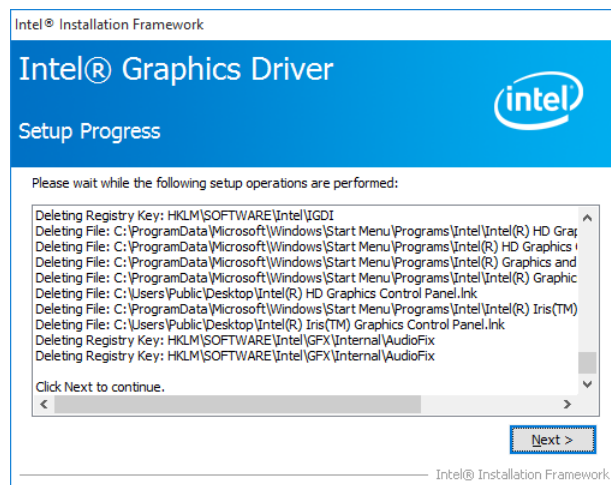 Intel® Installation Framework
Intel® Graphics Driver
intel
Setup Progress
Please wait while the following setup operations are performed:
Deleting Registry Key: HKLM\SOFTWARE\Intel\IGDI
Deleting File: C:\ProgramData\Microsoft\Windows\Start Menu\Programs\Intel\Intel(R) HD Grap
Deleting File: C:\ProgramData\Microsoft\Windows\Start Menu\Programs\Intel(R) HD Graphics
Deleting File: C:\ProgramData\Microsoft\Windows\Start Menu\Programs\Intel(R) Graphics and
Deleting File: C:\ProgramData\Microsoft\Windows\Start Menu\Programs\Intel\Intel(R) Graphic
Deleting File: C:\Users\Public\Desktop\Intel(R) HD Graphics Control Panel.lnk
Deleting File: C:\ProgramData\Microsoft\Windows\Start Menu\Programs\Intel\Intel(R) Iris(TM)
Deleting File: C:\Users\Public\Desktop\Intel(R) Iris(TM) Graphics Control Panel.lnk
Deleting Registry Key: HKLM\SOFTWARE\Intel\GFX\Internal\AudioFix
Deleting Registry Key: HKLM\SOFTWARE\Intel\GFX\Internal\AudioFix
Click Next to continue.
Next >
Intel® Installation Framework